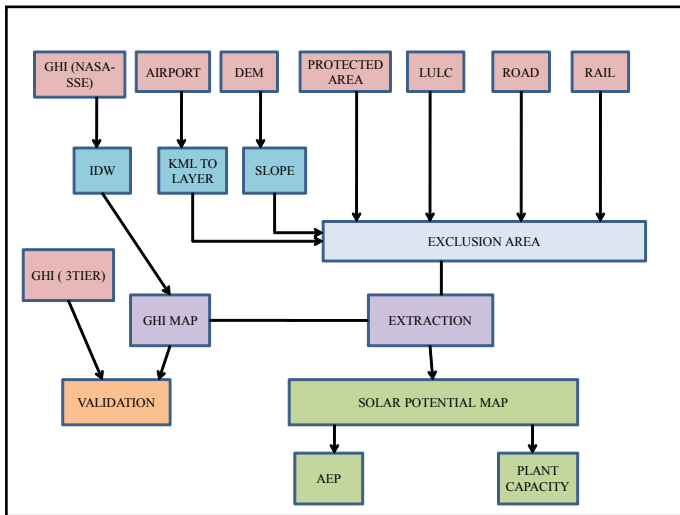 GHI (NASA-
SSE)
AIRPORT
DEM
PROTECTED
AREA
LULC
ROAD
RAIL
IDW
KML TO
LAYER
SLOPE
EXCLUSION AREA
GHI ( 3TIER)
GHI MAP
EXTRACTION
VALIDATION
SOLAR POTENTIAL MAP
AEP
PLANT
CAPACITY